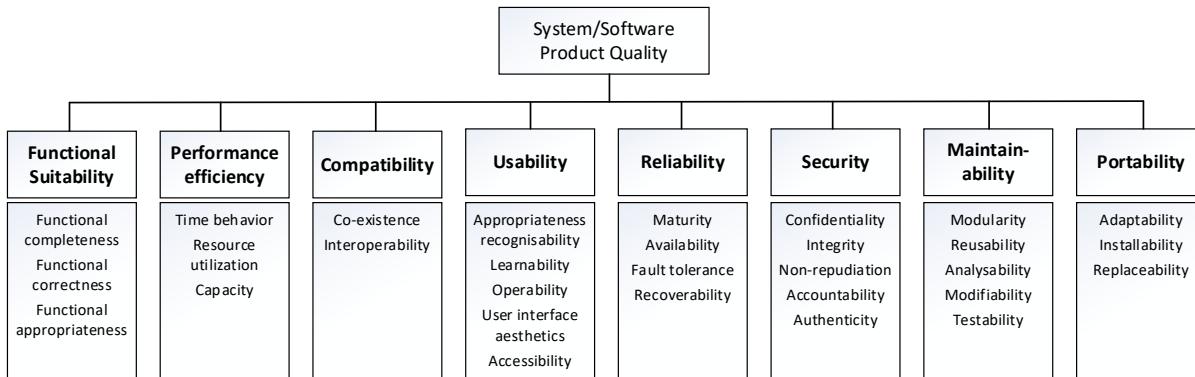 System/Software
Product Quality
Functional
Suitability
Performance
efficiency
Compatibility
Usability
Reliability
Security
Maintain-
ability
Portability
Functional
completeness
Functional
correctness
Functional
appropriateness
Time behavior
Resource
utilization
Capacity
Co-existence
Interoperability
Appropriateness
recognisability
Learnability
Operability
User interface
aesthetics
Accessibility
Maturity
Availability
Fault tolerance
Recoverability
Confidentiality
Integrity
Non-repudiation
Accountability
Authenticity
Modularity
Reusability
Analysability
Modifiability
Testability
Adaptability
Installability
Replaceability